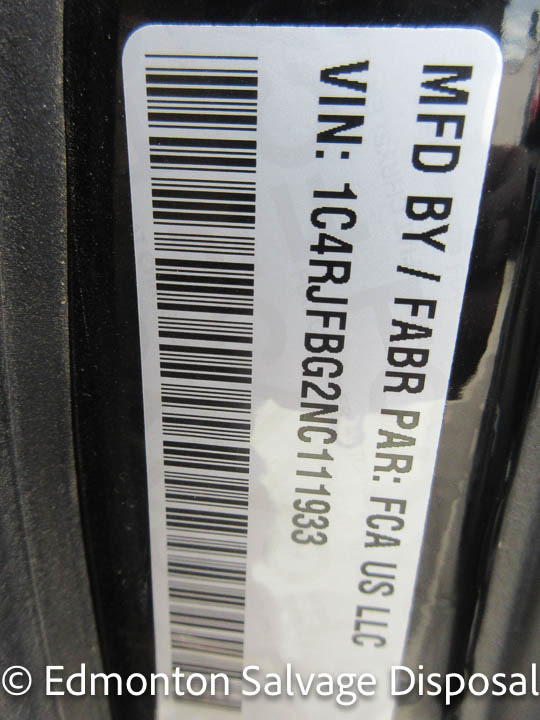 MFD BY / FABR PAR: FCA US LLC
VIN: 1C4RJFBG2NC111933
© Edmonton Salvage Disposal